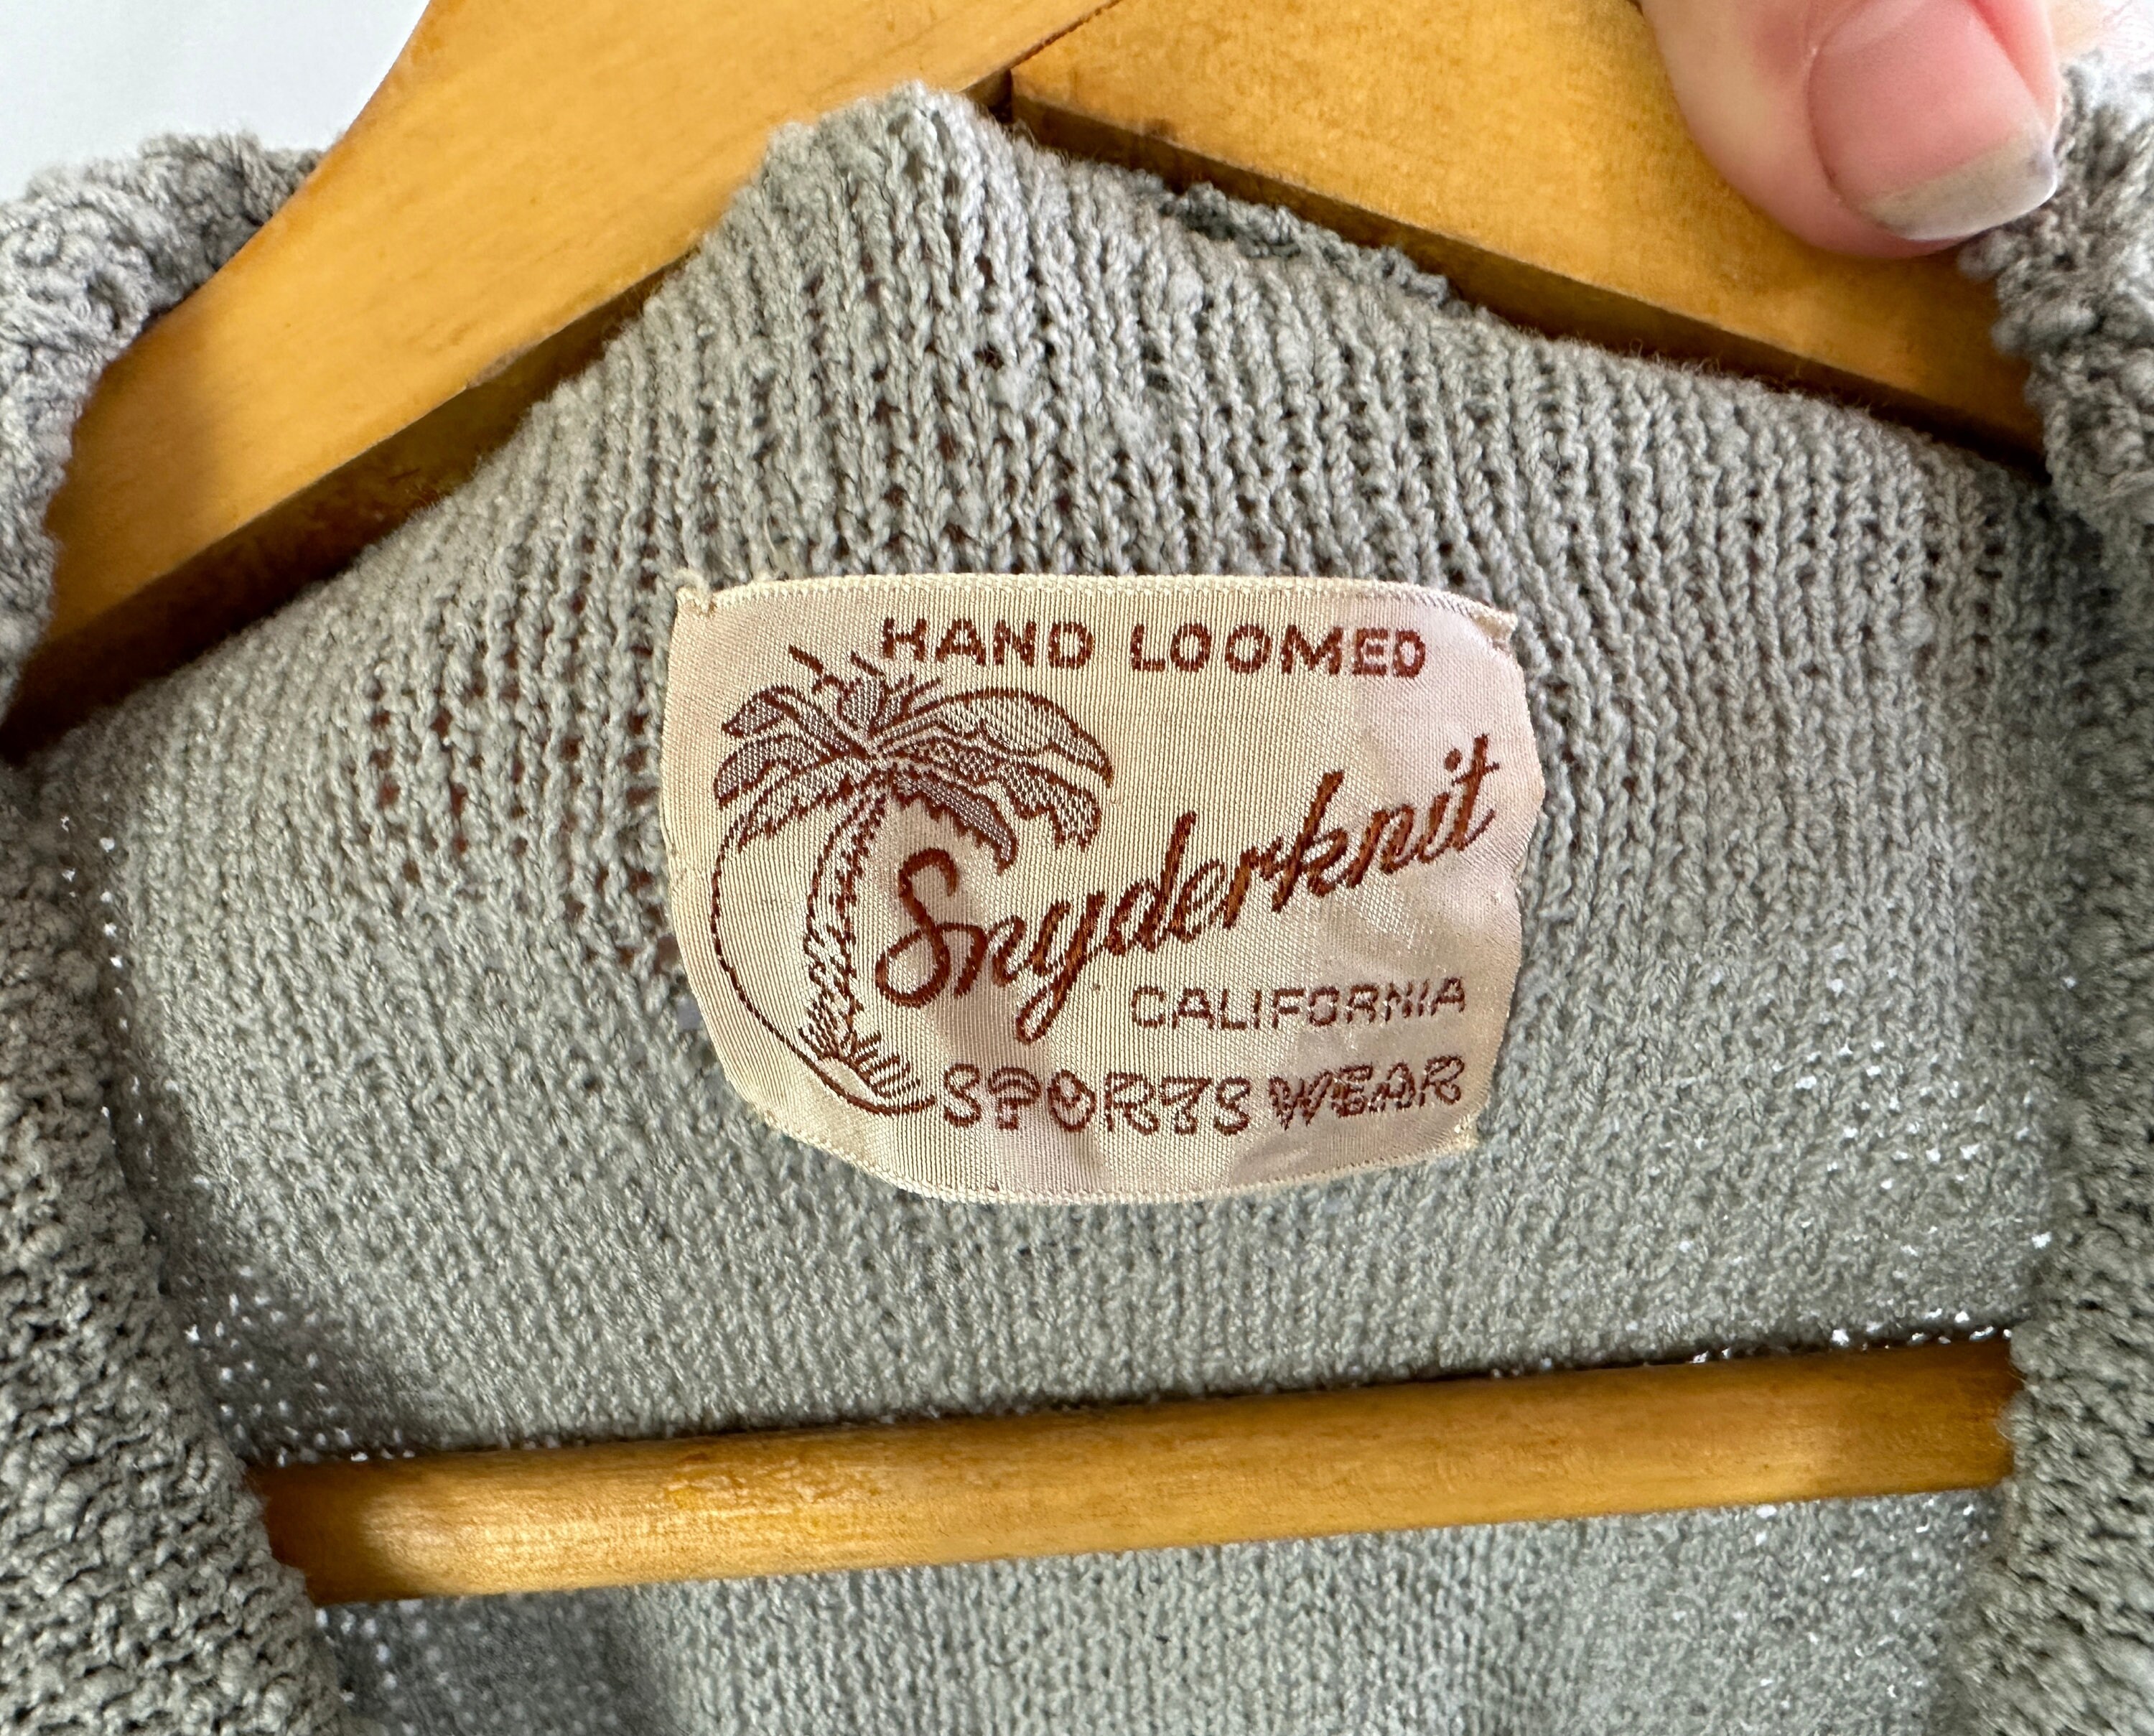 HAND LOOMED
Snyderknit
CALIFORNIA
SPORTS WEAR